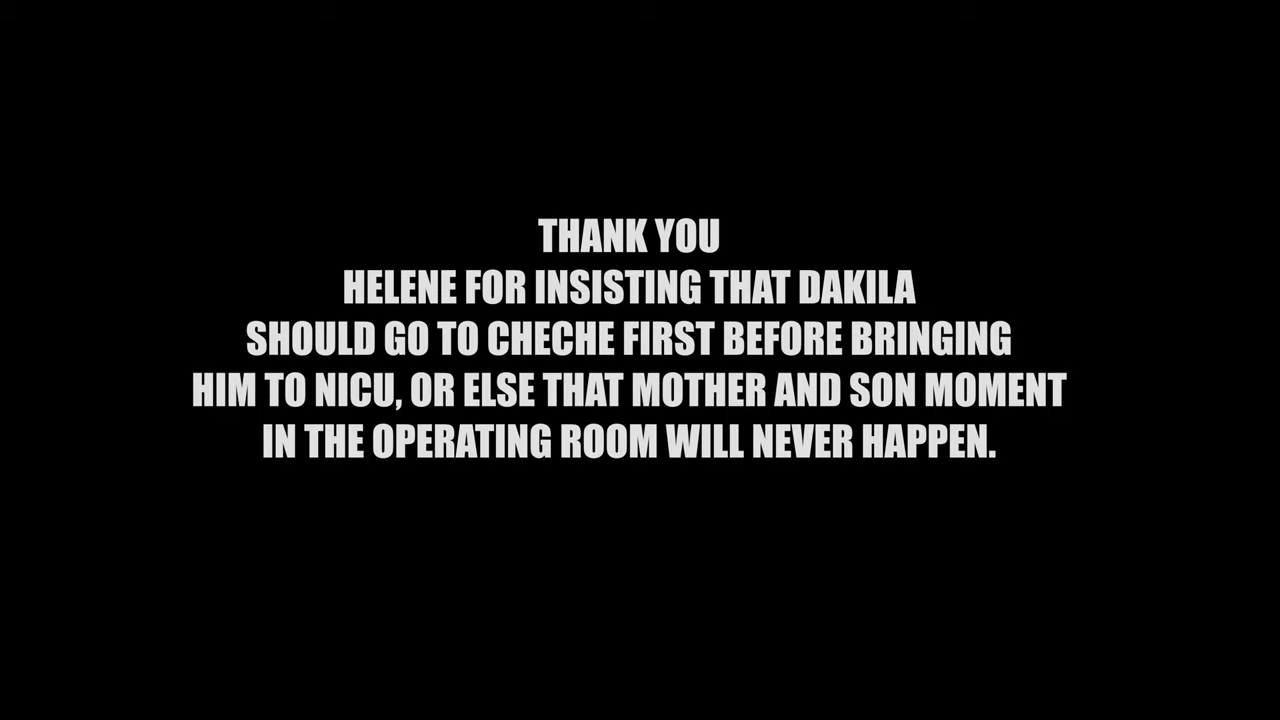 THANK YOU
HELENE FOR INSISTING THAT DAKILA
SHOULD GO TO CHECHE FIRST BEFORE BRINGING
HIM TO NICU, OR ELSE THAT MOTHER AND SON MOMENT
IN THE OPERATING ROOM WILL NEVER HAPPEN.